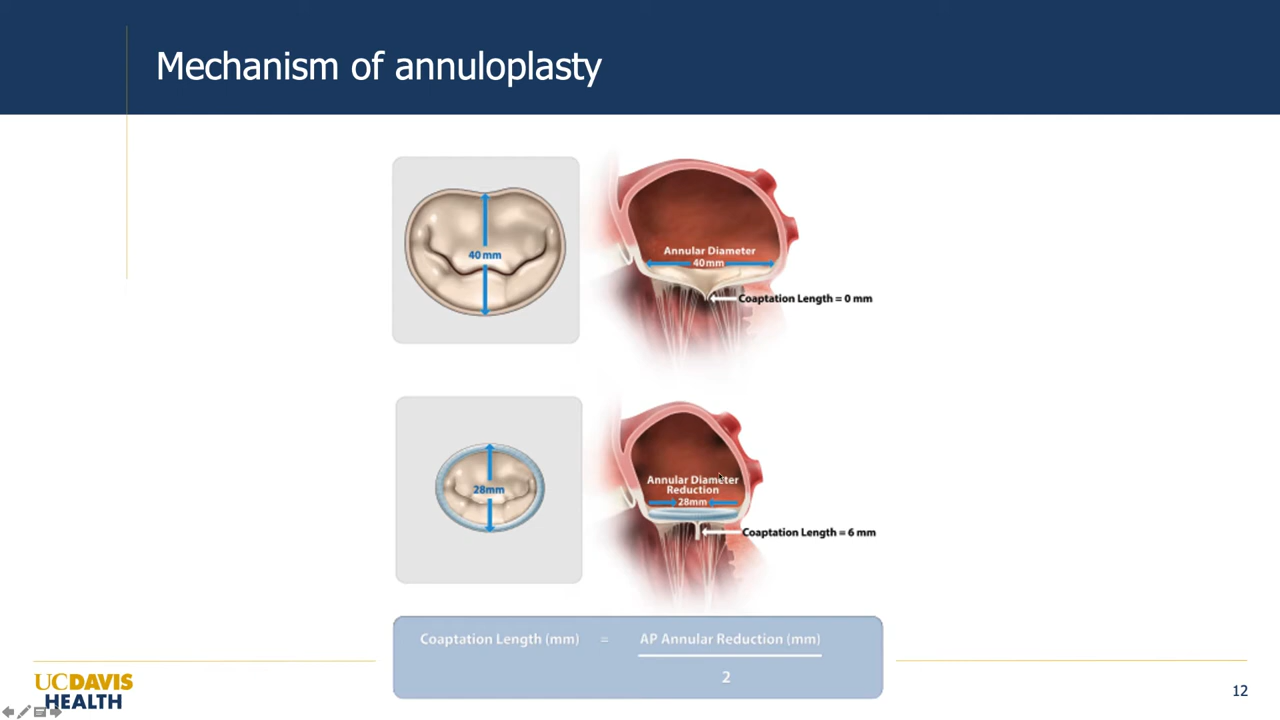 Mechanism of annuloplasty
40 mm
Annular Diameter
40mm
Coaptation Length = 0 mm
28mm
Annular Diameter
Reduction
28mm
Coaptation Length = 6 mm
Coaptation Length (mm) = AP Annular Reduction (mm)
2
UCDAVIS
HEALTH
12